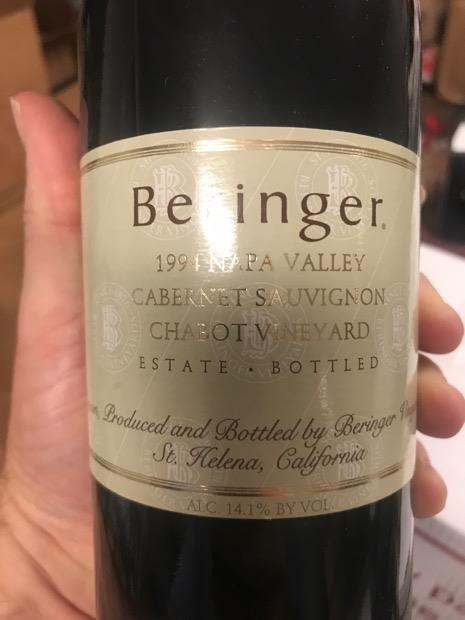 Beringer.
NAPA VALLEY
CABERNET SAUVIGNON
CHABOT VINEYARD
ESTATE • BOTTLED
Produced and Bottled by Beringer
St. Helena, California
ALC. 14.1% BY VOL.